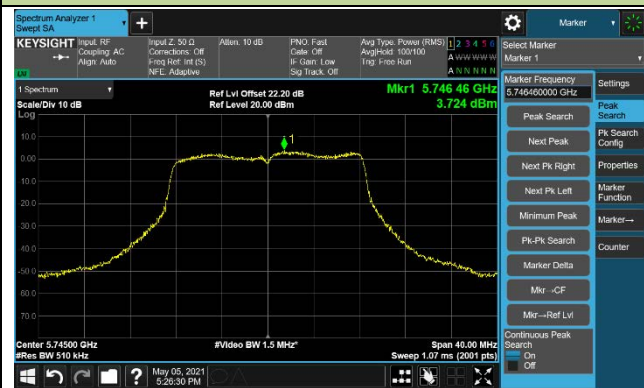 Spectrum Analyzer 1
Swept SA
+
Marker
KEYSIGHT
Input: RF
Coupling: AC
Align: Auto
Input Z: 50 Ω
Corrections: Off
Freq Ref: Int (S)
NFE: Adaptive
Atten: 10 dB
PNO: Fast
Gate: Off
IF Gain: Low
Sig Track: Off
Avg Type: Power (RMS)
Avg|Hold: 100/100
Trig: Free Run
1 2 3 4 5 6
A W W W W W
A N N N N N
Select Marker
Marker 1
1 Spectrum
Scale/Div 10 dB
Log
Ref Lvl Offset 22.20 dB
Ref Level 20.00 dBm
Mkr1 5.746 46 GHz
3.724 dBm
1
10.0
0.00
-10.0
-20.0
-30.0
-40.0
-50.0
-60.0
-70.0
Center 5.74500 GHz
#Res BW 510 kHz
#Video BW 1.5 MHz*
Span 40.00 MHz
Sweep 1.07 ms (2001 pts)
Marker Frequency
5.746460000 GHz
Peak Search
Next Peak
Next Pk Right
Next Pk Left
Minimum Peak
Pk-Pk Search
Marker Delta
Mkr→CF
Mkr→Ref Lvl
Continuous Peak
Search
On
Off
Settings
Peak
Search
Pk Search
Config
Properties
Marker
Function
Marker→
Counter
?
May 05, 2021
5:26:30 PM